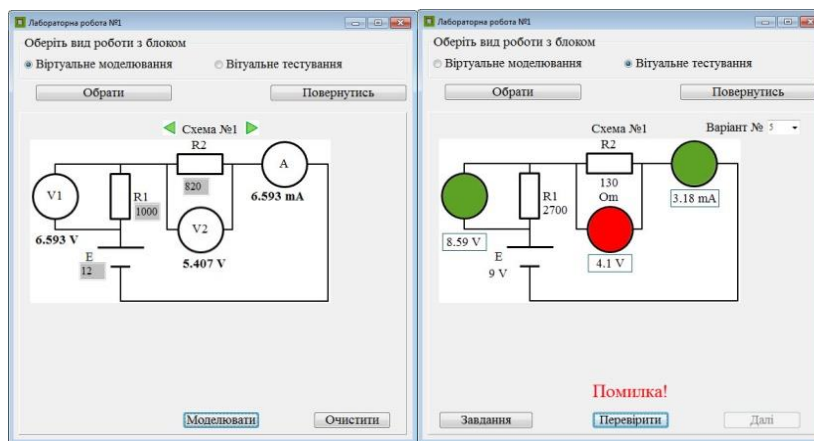 Лабораторна робота №1
Оберіть вид роботи з блоком
Віртуальне моделювання
Вітуальне тестування
Обрати
Повернутись
Схема №1
R2
820
A
6.593 mA
V1
R1
1000
V2
6.593 V
5.407 V
E
12
Моделювати
Очистити
Лабораторна робота №1
Оберіть вид роботи з блоком
Віртуальне моделювання
Вітуальне тестування
Обрати
Повернутись
Схема №1
Варіант № 5
R2
130
Om
3.18 mA
R1
2700
8.59 V
4.1 V
E
9 V
Помилка!
Завдання
Перевірити
Далі